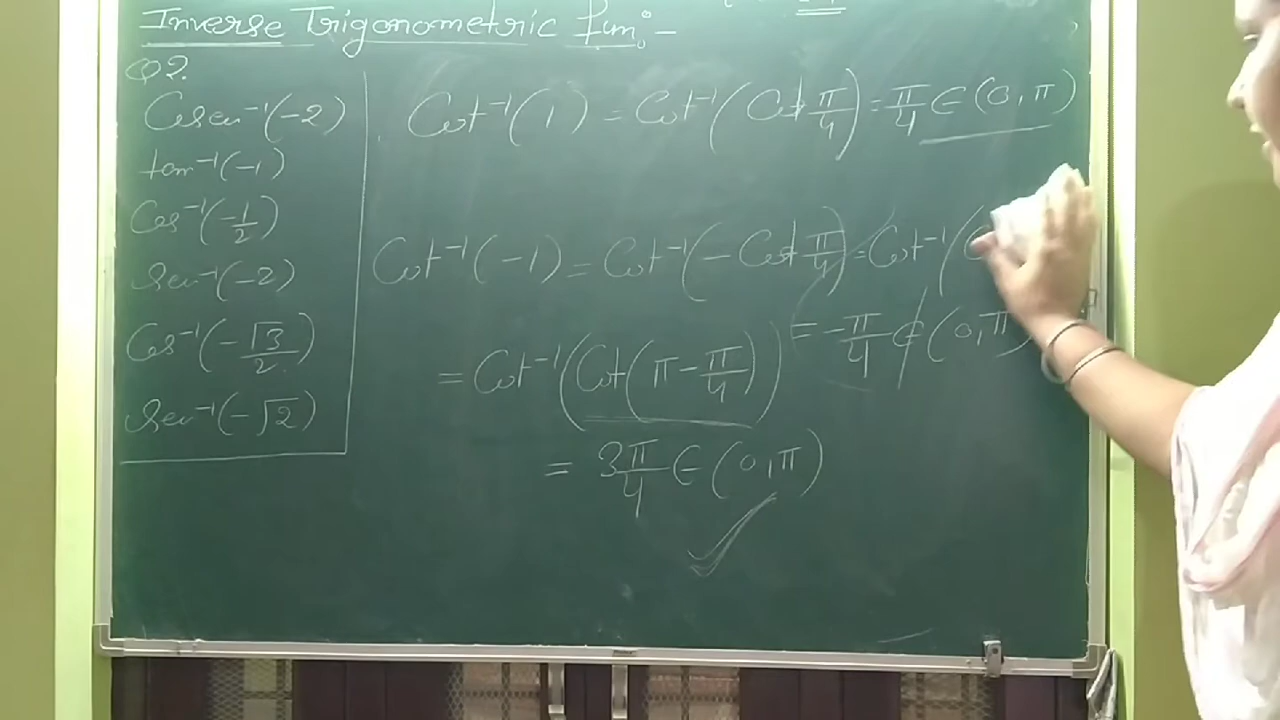 Inverse Trigonometric fun:-
Q2.
Cosec⁻¹(-2)
tan⁻¹(-1)
Cos⁻¹(-1/2)
Sec⁻¹(-2)
Cos⁻¹(-√3/2)
Sec⁻¹(-√2)
Cot⁻¹(1) = Cot⁻¹(Cot π/4) = π/4 ∈ (0, π)
Cot⁻¹(-1) = Cot⁻¹(-Cot π/4) = Cot⁻¹(
= -π/4 ∉ (0, π)
= Cot⁻¹(Cot(π - π/4))
= 3π/4 ∈ (0, π)